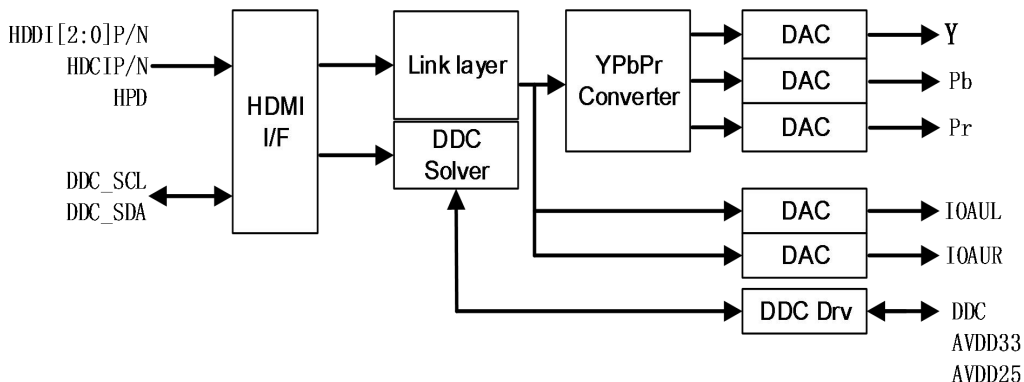 HDDI[2:0]P/N
HDCIP/N
HPD
DDC_SCL
DDC_SDA
HDMI
I/F
Link layer
DDC
Solver
YPbPr
Converter
DAC
DAC
DAC
Y
Pb
Pr
DAC
DAC
IOAUL
IOAUR
DDC Drv
DDC
AVDD33
AVDD25